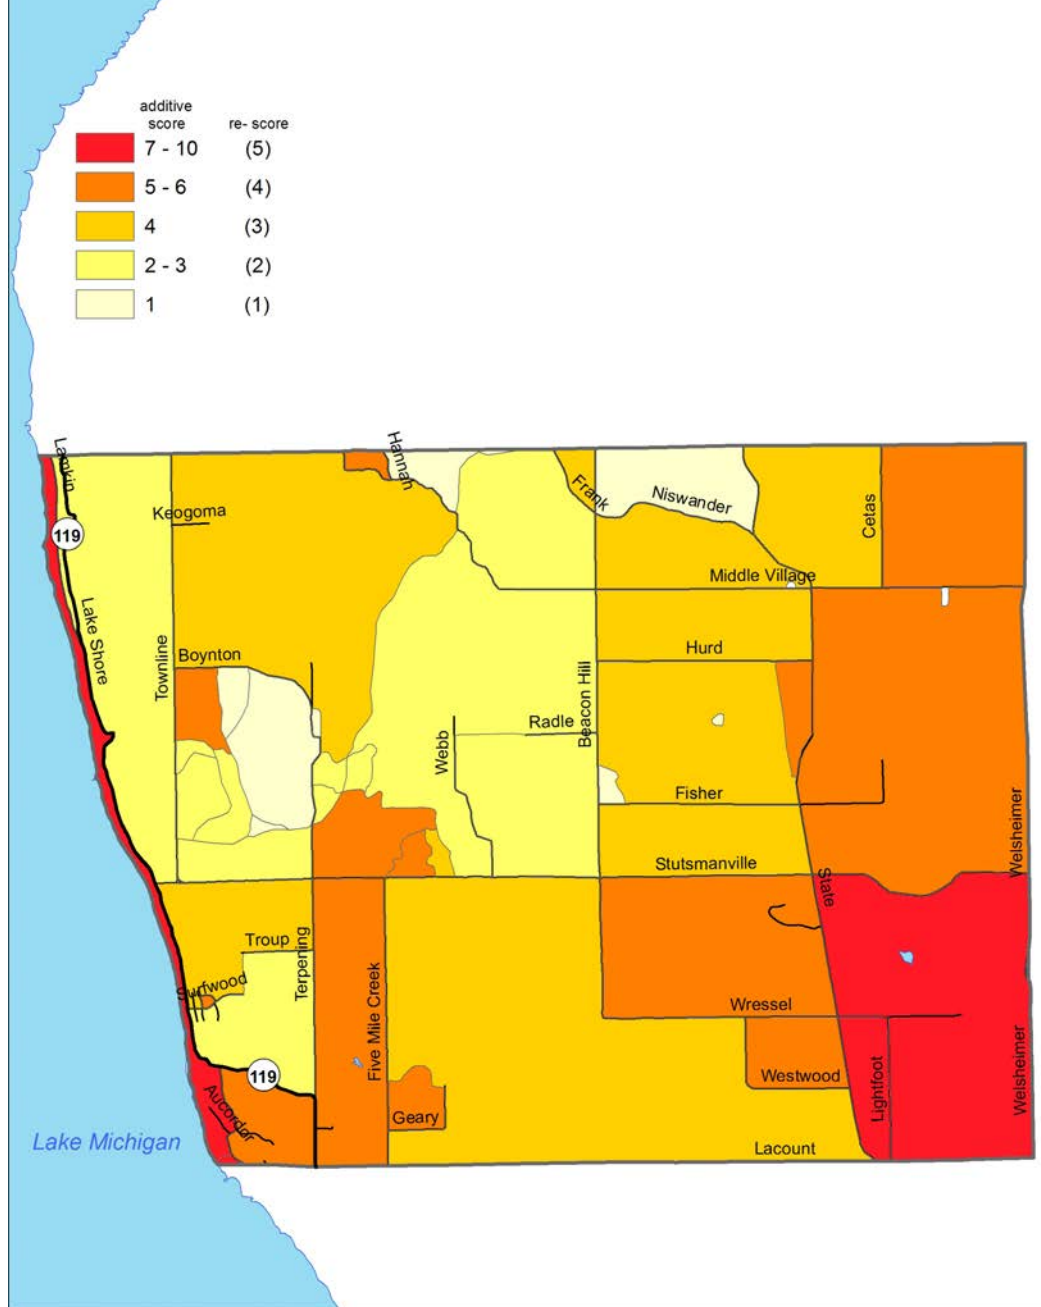 additive
score re- score
7 - 10 (5)
5 - 6 (4)
4 (3)
2 - 3 (2)
1 (1)
Lamkin
Hannah
Frank
Niswander
Keogoma
Cetas
119
Middle Village
Lake Shore
Townline
Boynton
Hurd
Beacon Hill
Radle
Webb
Fisher
Welsheimer
Stutsmanville
State
Troup
Terpening
Surfwood
Five Mile Creek
Wressel
119
Westwood
Lightfoot
Welsheimer
Aucordor
Geary
Lake Michigan
Lacount